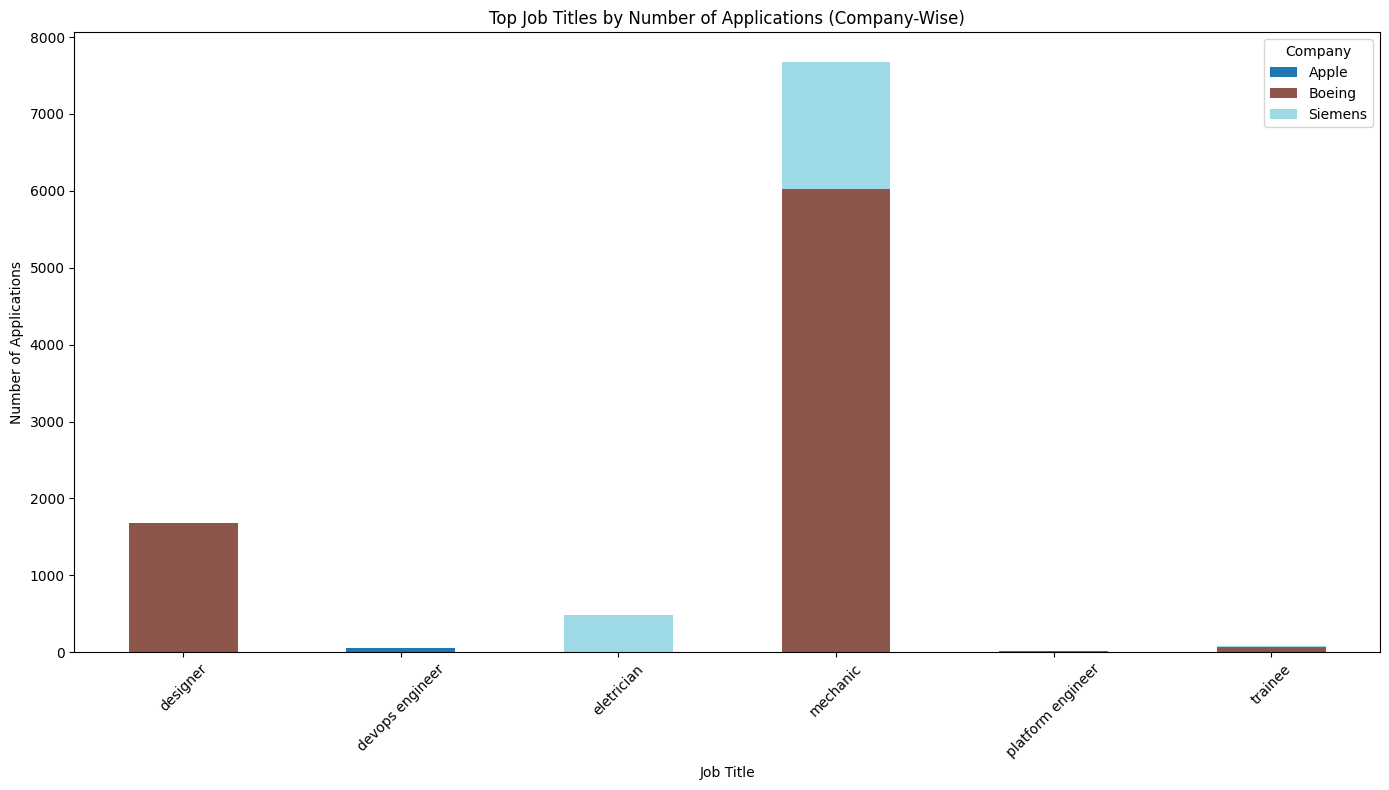 Top Job Titles by Number of Applications (Company-Wise)
8000
7000
6000
5000
4000
3000
2000
1000
0
Number of Applications
Company
Apple
Boeing
Siemens
designer
devops engineer
eletrician
mechanic
platform engineer
trainee
Job Title